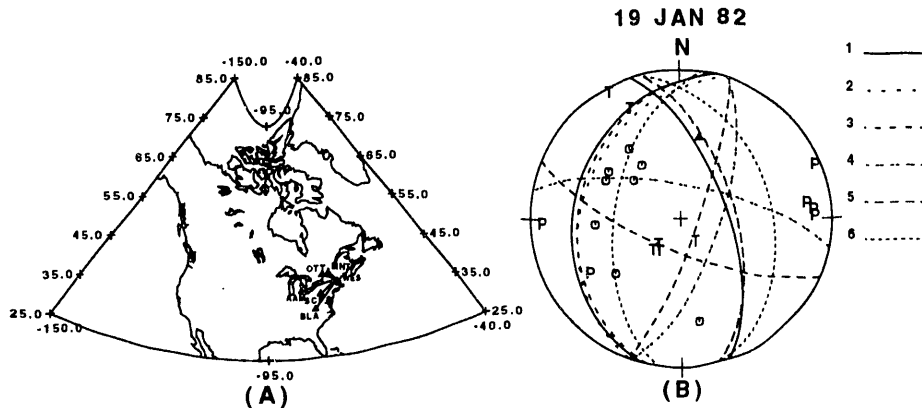 19 JAN 82
-150.0 -40.0
85.0 85.0
-95.0
75.0 75.0
65.0 65.0
55.0 55.0
45.0 45.0
35.0 35.0
25.0 25.0
-150.0 -40.0
-95.0
OTT MNT
WES
SC
BLA
(A)
N
T
T
P
P
P
P
P
T
T
T
P
(B)
1
2
3
4
5
6